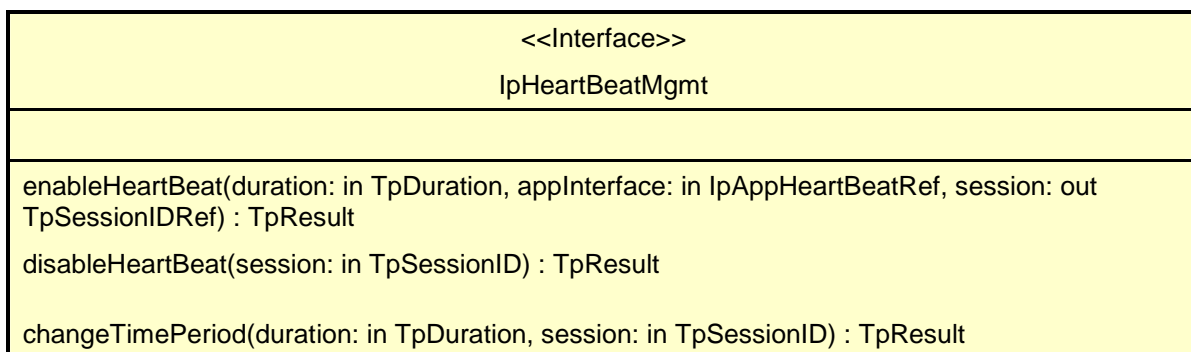 <<Interface>>
IpHeartBeatMgmt
enableHeartBeat(duration: in TpDuration, appInterface: in IpAppHeartBeatRef, session: out
TpSessionIDRef) : TpResult
disableHeartBeat(session: in TpSessionID) : TpResult
changeTimePeriod(duration: in TpDuration, session: in TpSessionID) : TpResult